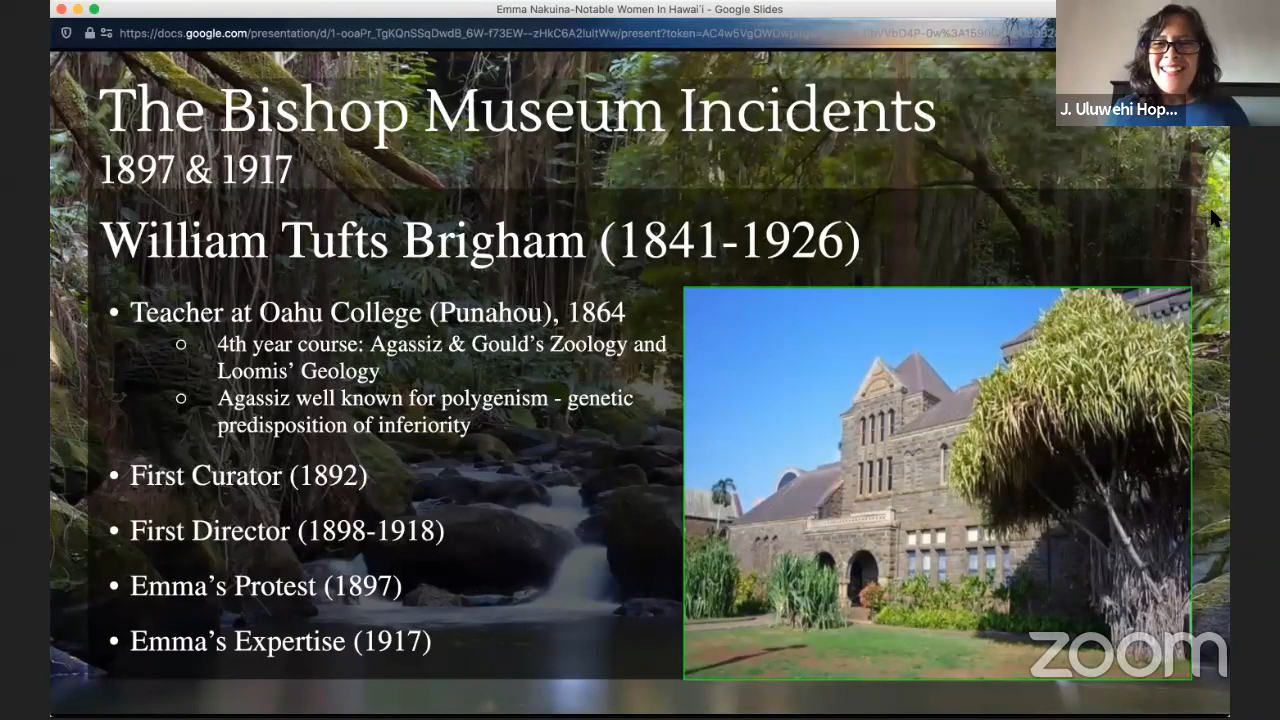 Emma Nakuina-Notable Women In Hawai'i - Google Slides
https://docs.google.com/presentation/d/1-ooaPr_TgKQnSSqDwdB_6W-f73EW--zHkC6A2luItWw/present?
J. Uluwehi Hop...
The Bishop Museum Incidents
1897 & 1917
William Tufts Brigham (1841-1926)
• Teacher at Oahu College (Punahou), 1864
○ 4th year course: Agassiz & Gould's Zoology and
Loomis' Geology
○ Agassiz well known for polygenism - genetic
predisposition of inferiority
• First Curator (1892)
• First Director (1898-1918)
• Emma's Protest (1897)
• Emma's Expertise (1917)
zoom